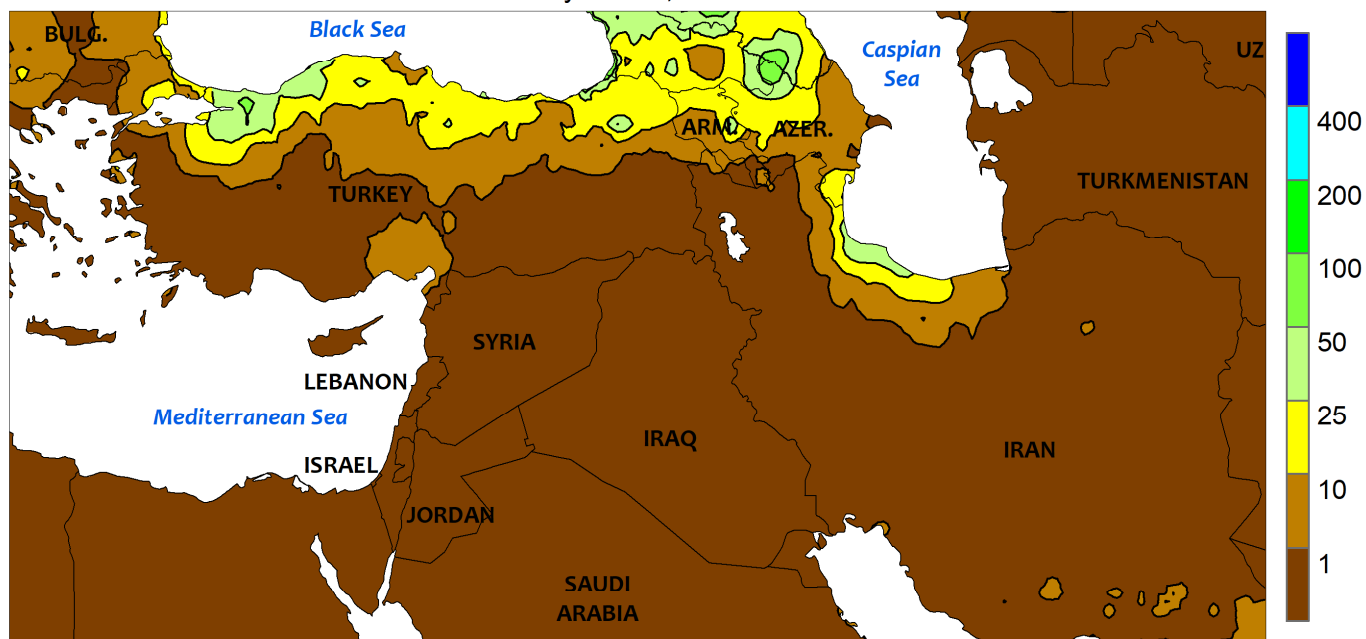 BULG.
Black Sea
Caspian
Sea
UZ
400
ARM.
AZER.
TURKEY
TURKMENISTAN
200
100
SYRIA
50
LEBANON
Mediterranean Sea
25
IRAQ
IRAN
ISRAEL
10
JORDAN
1
SAUDI
ARABIA